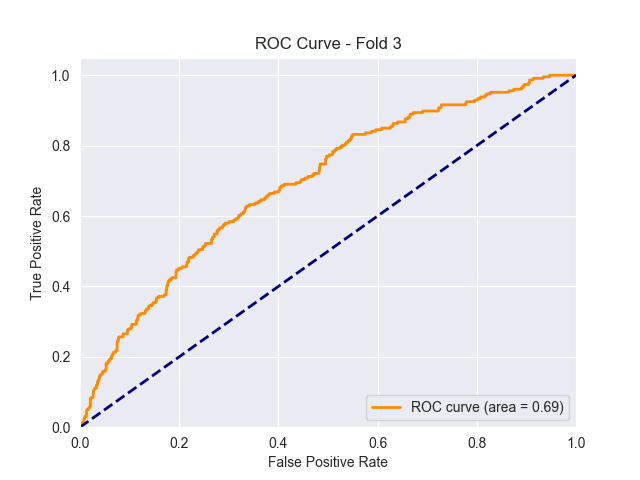 ROC Curve - Fold 3
True Positive Rate
1.0
0.8
0.6
0.4
0.2
0.0
0.0 0.2 0.4 0.6 0.8 1.0
False Positive Rate
ROC curve (area = 0.69)